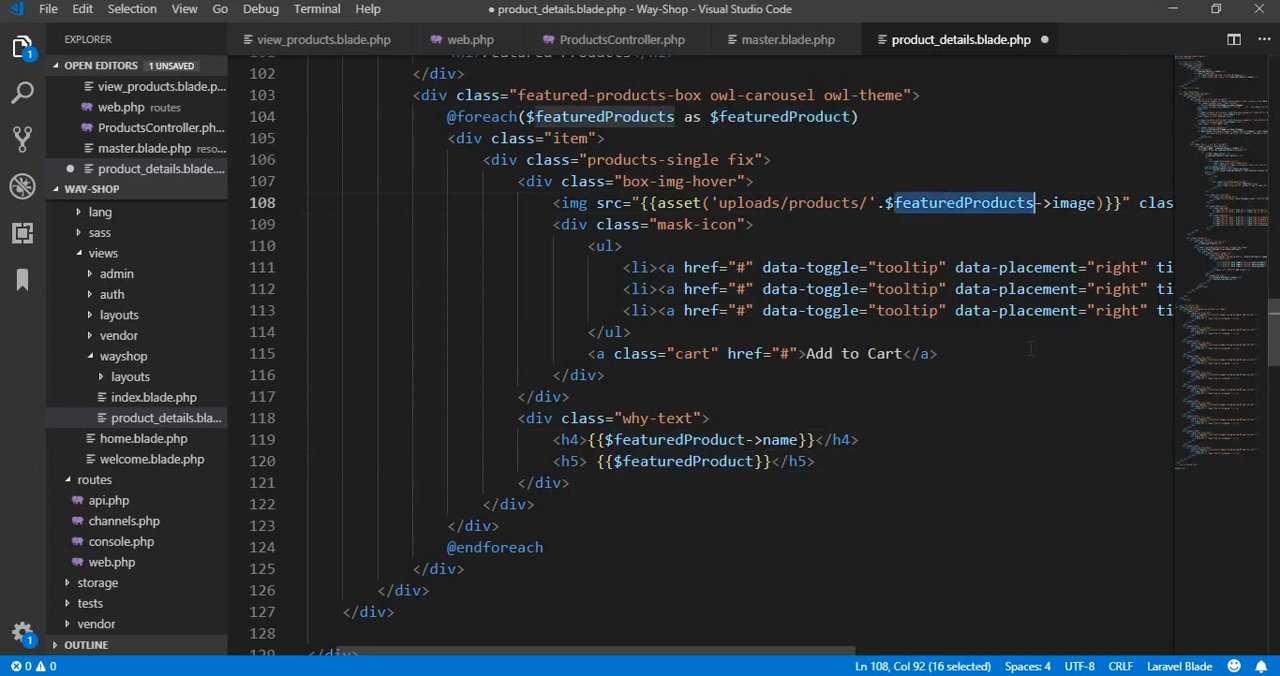 File Edit Selection View Go Debug Terminal Help
● product_details.blade.php - Way-Shop - Visual Studio Code
EXPLORER
view_products.blade.php web.php ProductsController.php master.blade.php product_details.blade.php
OPEN EDITORS 1 UNSAVED
view_products.blade.p...
web.php routes
ProductsController.ph...
master.blade.php reso...
product_details.blade....
WAY-SHOP
lang
sass
views
admin
auth
layouts
vendor
wayshop
layouts
index.blade.php
product_details.bla...
home.blade.php
welcome.blade.php
routes
api.php
channels.php
console.php
web.php
storage
tests
vendor
OUTLINE
102 </div>
103 <div class="featured-products-box owl-carousel owl-theme">
104 @foreach($featuredProducts as $featuredProduct)
105 <div class="item">
106 <div class="products-single fix">
107 <div class="box-img-hover">
108 <img src="{{asset('uploads/products/'.$featuredProducts->image)}}" clas
109 <div class="mask-icon">
110 <ul>
111 <li><a href="#" data-toggle="tooltip" data-placement="right" ti
112 <li><a href="#" data-toggle="tooltip" data-placement="right" ti
113 <li><a href="#" data-toggle="tooltip" data-placement="right" ti
114 </ul>
115 <a class="cart" href="#">Add to Cart</a>
116 </div>
117 </div>
118 <div class="why-text">
119 <h4>{{$featuredProduct->name}}</h4>
120 <h5> {{$featuredProduct}}</h5>
121 </div>
122 </div>
123 </div>
124 @endforeach
125 </div>
126 </div>
127 </div>
128
129 </div>
1
1
0 0
Ln 108, Col 92 (16 selected) Spaces: 4 UTF-8 CRLF Laravel Blade